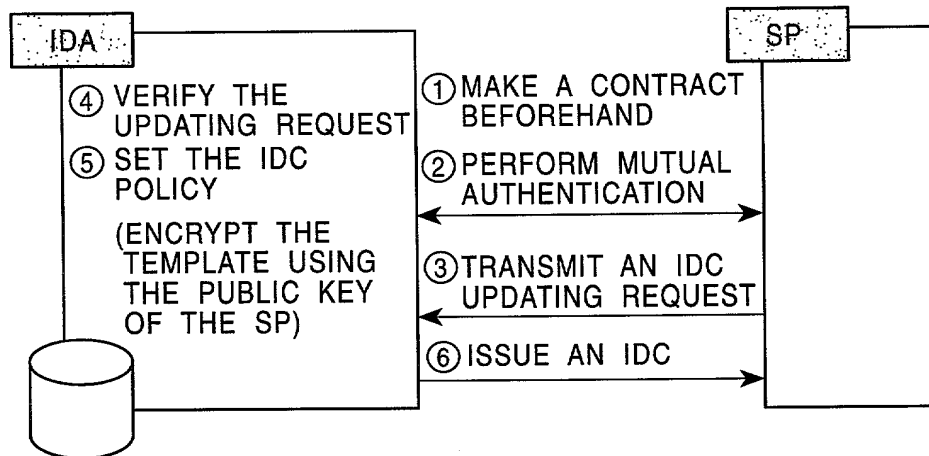 IDA
④ VERIFY THE
UPDATING REQUEST
⑤ SET THE IDC
POLICY
(ENCRYPT THE
TEMPLATE USING
THE PUBLIC KEY
OF THE SP)
① MAKE A CONTRACT
BEFOREHAND
② PERFORM MUTUAL
AUTHENTICATION
③ TRANSMIT AN IDC
UPDATING REQUEST
⑥ ISSUE AN IDC
SP